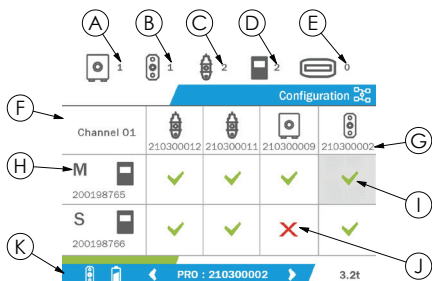 A B C D E
1 1 2 2 0
Configuration
F
Channel 01
210300012 210300011 210300009 210300002 G
H M
200198765
I
S
200198766
J
K
PRO : 210300002 3.2t